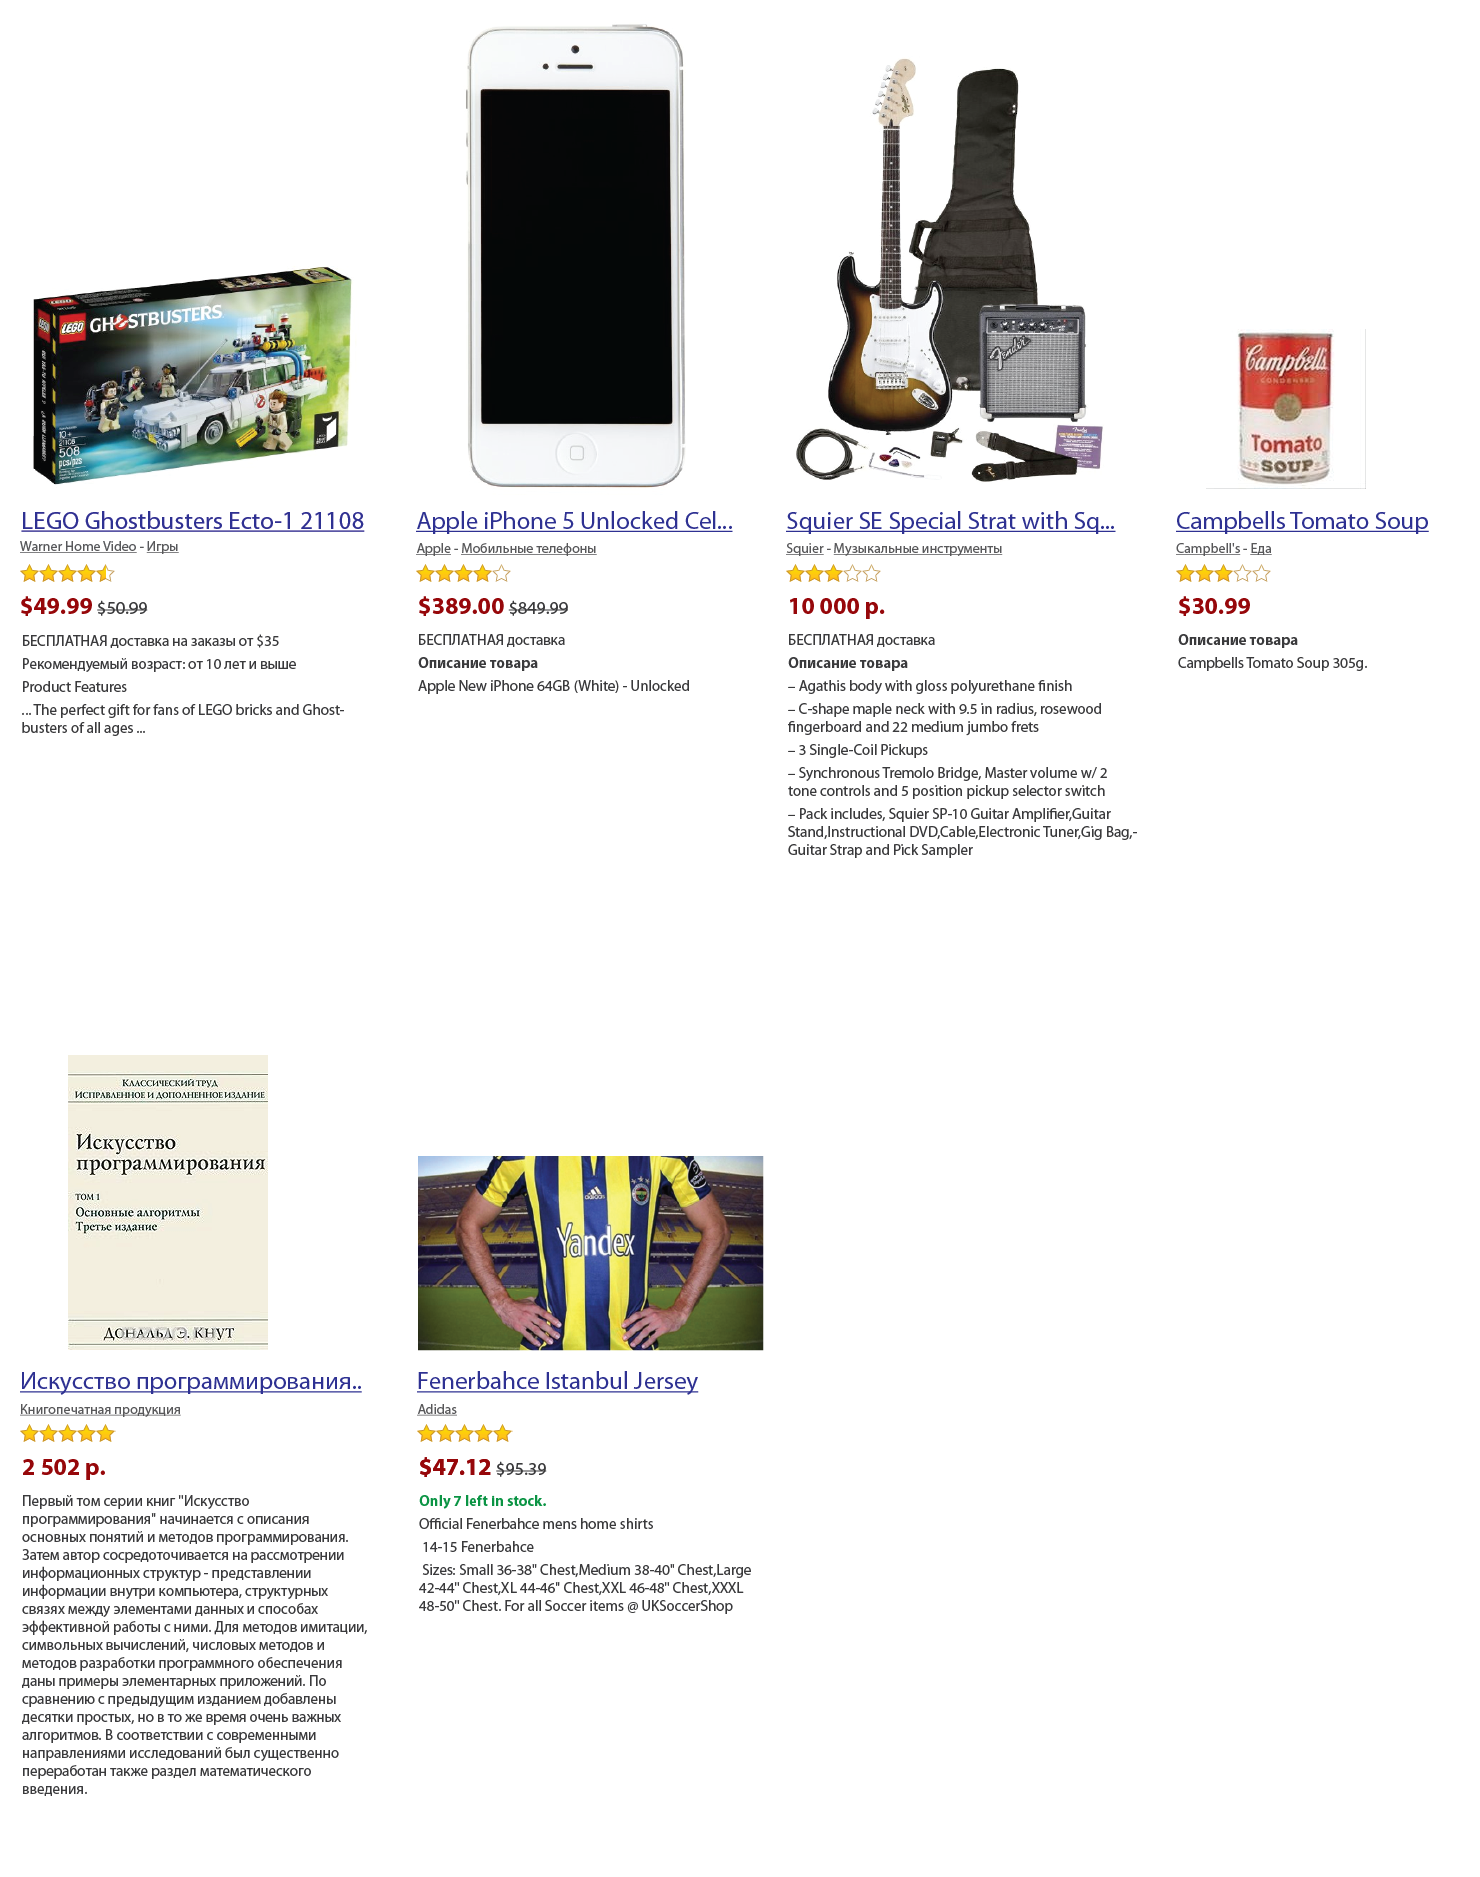 LEGO
LEGO
GHOSTBUSTERS
10+
21108
508
pcs/pzs
Squier
Fender
Campbell's
CONDENSED
Tomato
SOUP
LEGO Ghostbusters Ecto-1 21108
Warner Home Video - Игры
$49.99 $50.99
БЕСПЛАТНАЯ доставка на заказы от $35
Рекомендуемый возраст: от 10 лет и выше
Product Features
... The perfect gift for fans of LEGO bricks and Ghost-
busters of all ages ...
Apple iPhone 5 Unlocked Cel...
Apple - Мобильные телефоны
$389.00 $849.99
БЕСПЛАТНАЯ доставка
Описание товара
Apple New iPhone 64GB (White) - Unlocked
Squier SE Special Strat with Sq...
Squier - Музыкальные инструменты
10 000 р.
БЕСПЛАТНАЯ доставка
Описание товара
– Agathis body with gloss polyurethane finish
– C-shape maple neck with 9.5 in radius, rosewood
fingerboard and 22 medium jumbo frets
– 3 Single-Coil Pickups
– Synchronous Tremolo Bridge, Master volume w/ 2
tone controls and 5 position pickup selector switch
– Pack includes, Squier SP-10 Guitar Amplifier,Guitar
Stand,Instructional DVD,Cable,Electronic Tuner,Gig Bag,-
Guitar Strap and Pick Sampler
Campbells Tomato Soup
Campbell's - Еда
$30.99
Описание товара
Campbells Tomato Soup 305g.
Классический труд
Исправленное и дополненное издание
Искусство
программирования
том 1
Основные алгоритмы
Третье издание
Дональд Э. Кнут
adidas
Yandex
Искусство программирования..
Книгопечатная продукция
2 502 р.
Первый том серии книг "Искусство
программирования" начинается с описания
основных понятий и методов программирования.
Затем автор сосредоточивается на рассмотрении
информационных структур - представлении
информации внутри компьютера, структурных
связях между элементами данных и способах
эффективной работы с ними. Для методов имитации,
символьных вычислений, числовых методов и
методов разработки программного обеспечения
даны примеры элементарных приложений. По
сравнению с предыдущим изданием добавлены
десятки простых, но в то же время очень важных
алгоритмов. В соответствии с современными
направлениями исследований был существенно
переработан также раздел математического
введения.
Fenerbahce Istanbul Jersey
Adidas
$47.12 $95.39
Only 7 left in stock.
Official Fenerbahce mens home shirts
14-15 Fenerbahce
Sizes: Small 36-38" Chest,Medium 38-40" Chest,Large
42-44" Chest,XL 44-46" Chest,XXL 46-48" Chest,XXXL
48-50" Chest. For all Soccer items @ UKSoccerShop